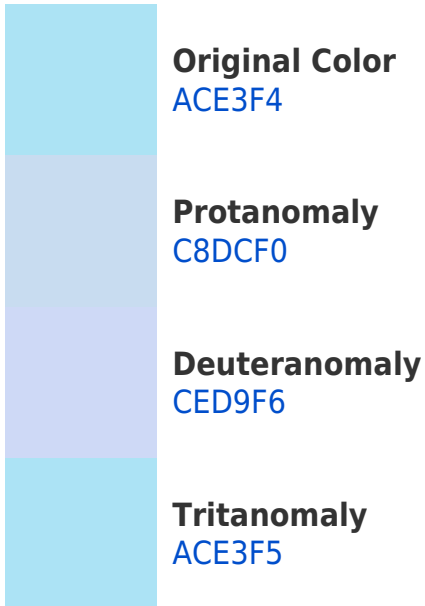 Original Color
ACE3F4
Protanomaly
C8DCF0
Deuteranomaly
CED9F6
Tritanomaly
ACE3F5